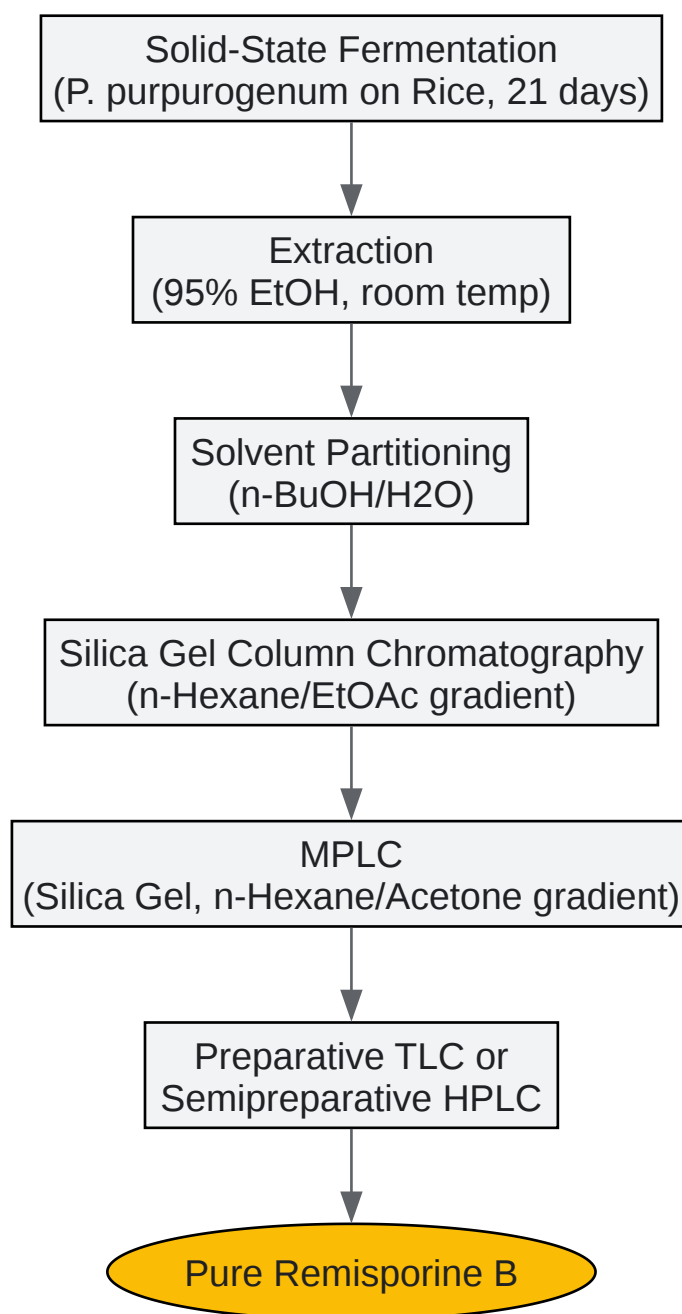 Solid-State Fermentation
(P. purpurogenum on Rice, 21 days)
Extraction
(95% EtOH, room temp)
Solvent Partitioning
(n-BuOH/H2O)
Silica Gel Column Chromatography
(n-Hexane/EtOAc gradient)
MPLC
(Silica Gel, n-Hexane/Acetone gradient)
Preparative TLC or
Semipreparative HPLC
Pure Remisporine B